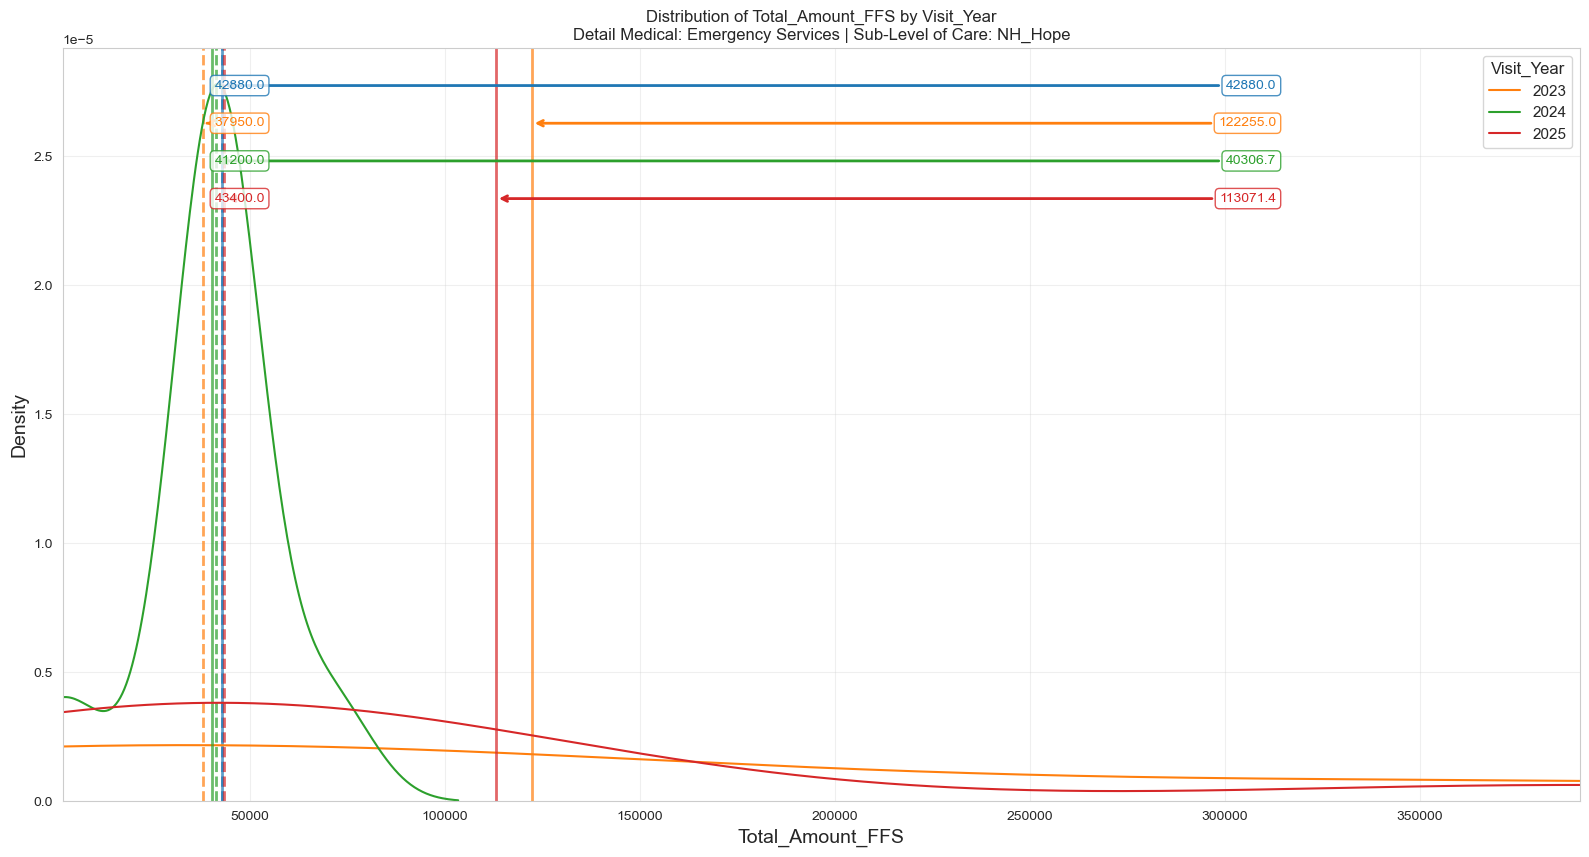 Distribution of Total_Amount_FFS by Visit_Year
Detail Medical: Emergency Services | Sub-Level of Care: NH_Hope
1e−5
Visit_Year
2023
2024
2025
42880.0 42880.0
37950.0 122255.0
41200.0 40306.7
43400.0 113071.4
2.5
2.0
1.5
1.0
0.5
0.0
Density
50000 100000 150000 200000 250000 300000 350000
Total_Amount_FFS